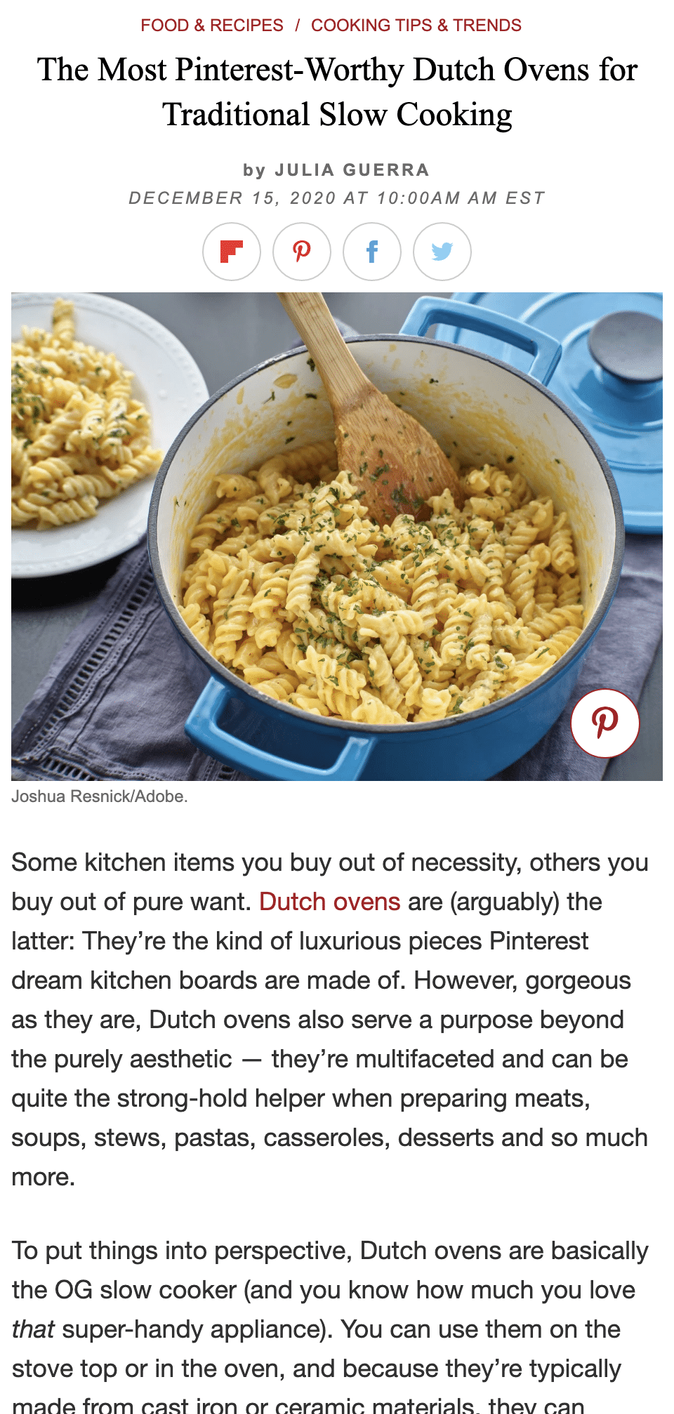 FOOD & RECIPES / COOKING TIPS & TRENDS
The Most Pinterest-Worthy Dutch Ovens for
Traditional Slow Cooking
by JULIA GUERRA
DECEMBER 15, 2020 AT 10:00AM AM EST
Joshua Resnick/Adobe.
Some kitchen items you buy out of necessity, others you
buy out of pure want. Dutch ovens are (arguably) the
latter: They’re the kind of luxurious pieces Pinterest
dream kitchen boards are made of. However, gorgeous
as they are, Dutch ovens also serve a purpose beyond
the purely aesthetic — they’re multifaceted and can be
quite the strong-hold helper when preparing meats,
soups, stews, pastas, casseroles, desserts and so much
more.
To put things into perspective, Dutch ovens are basically
the OG slow cooker (and you know how much you love
that super-handy appliance). You can use them on the
stove top or in the oven, and because they’re typically
made from cast iron or ceramic materials, they can